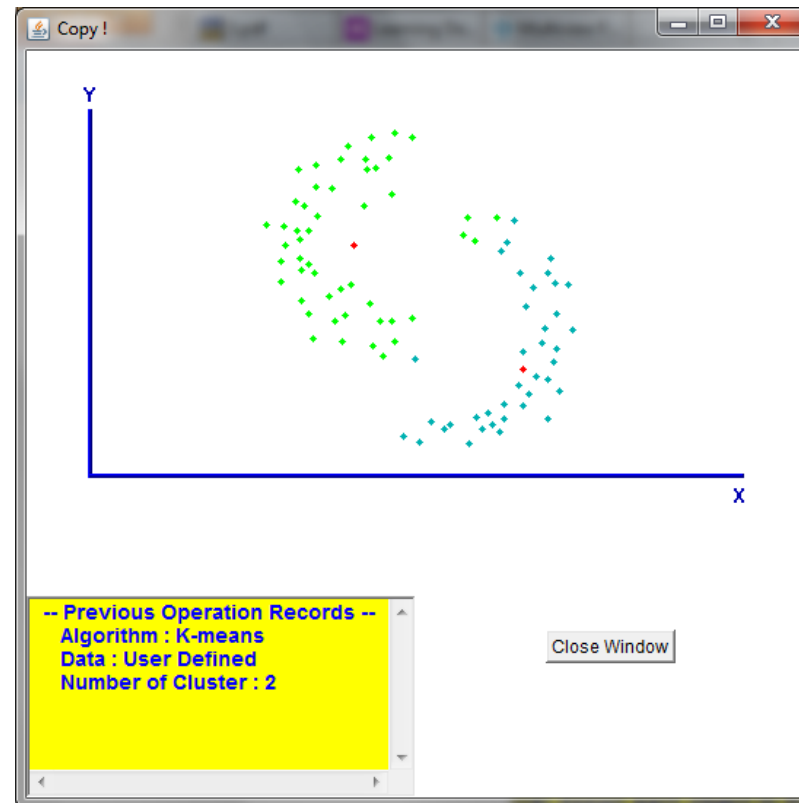 Copy !
Y
X
-- Previous Operation Records --
Algorithm : K-means
Data : User Defined
Number of Cluster : 2
Close Window